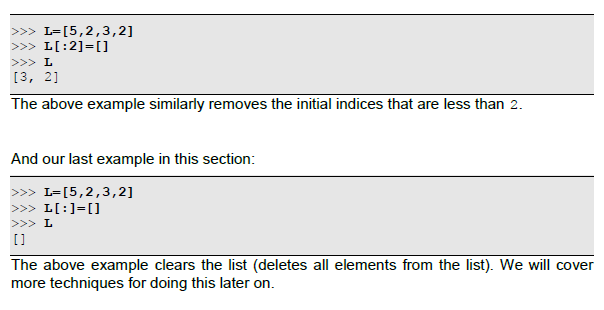 >>> L=[5,2,3,2]
>>> L[:2]=[]
>>> L
[3, 2]
The above example similarly removes the initial indices that are less than 2.
And our last example in this section:
>>> L=[5,2,3,2]
>>> L[:]=[]
>>> L
[]
The above example clears the list (deletes all elements from the list). We will cover
more techniques for doing this later on.